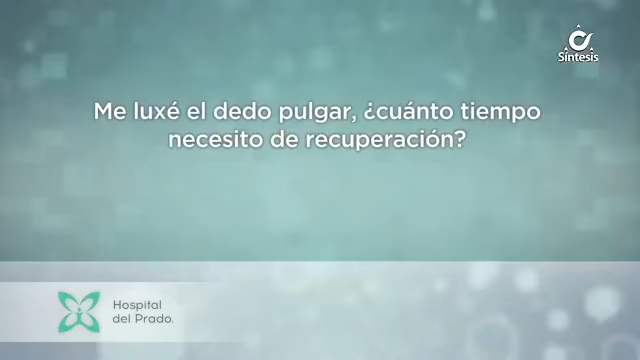 Síntesis
Me luxé el dedo pulgar, ¿cuánto tiempo
necesito de recuperación?
Hospital
del Prado.